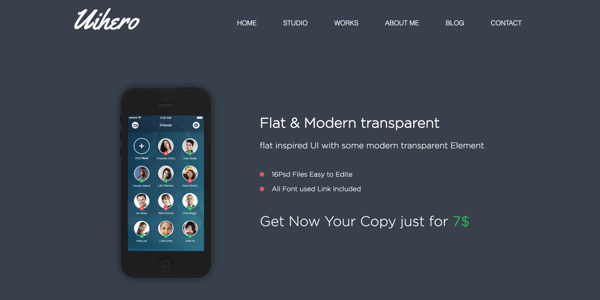 Uihero
HOME STUDIO WORKS ABOUT ME BLOG CONTACT
Friends
Add New
Flat & Modern transparent
flat inspired UI with some modern transparent Element
16Psd Files Easy to Edite
All Font used Link Included
Get Now Your Copy just for 7$